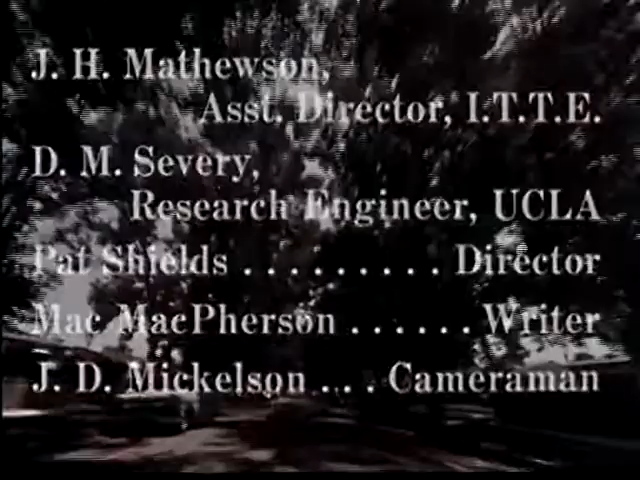 J. H. Mathewson,
Asst. Director, I.T.T.E.
D. M. Severy,
Research Engineer, UCLA
Pat Shields . . . . . . . . . Director
Mac MacPherson . . . . . . Writer
J. D. Mickelson . . . Cameraman